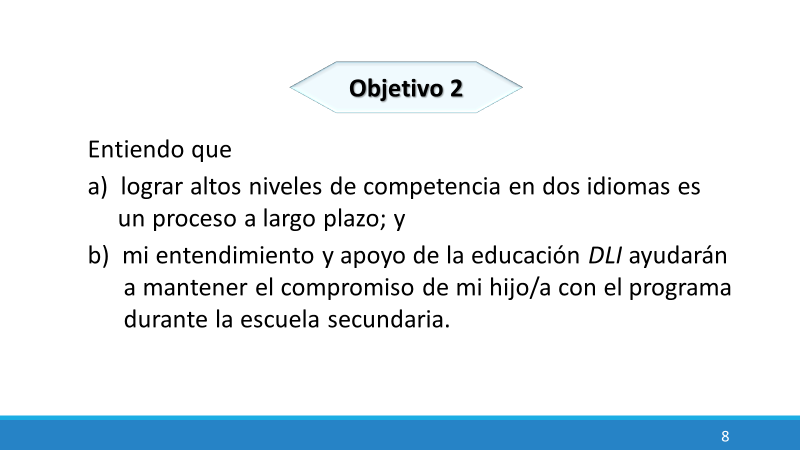 Objetivo 2
Entiendo que
a) lograr altos niveles de competencia en dos idiomas es
un proceso a largo plazo; y
b) mi entendimiento y apoyo de la educación DLI ayudarán
a mantener el compromiso de mi hijo/a con el programa
durante la escuela secundaria.
8